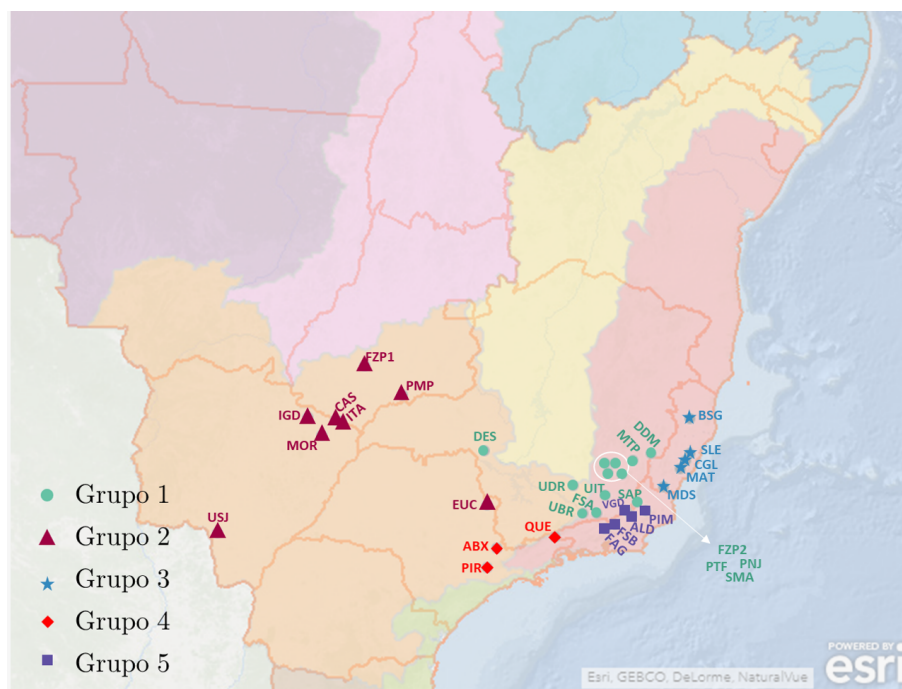 FZP1
PMP
CAS
ITA
IGD
MOR
BSG
DDM
MTP
DES
SLE
CGL
MAT
MDS
UDR
UIT
SAP
FSA
VGD
UBR
EUC
USJ
QUE
PIM
ALD
FSB
FAG
ABX
PIR
FZP2
PTF PNJ
SMA
Grupo 1
Grupo 2
Grupo 3
Grupo 4
Grupo 5
POWERED BY
esri
Esri, GEBCO, DeLorme, NaturalVue